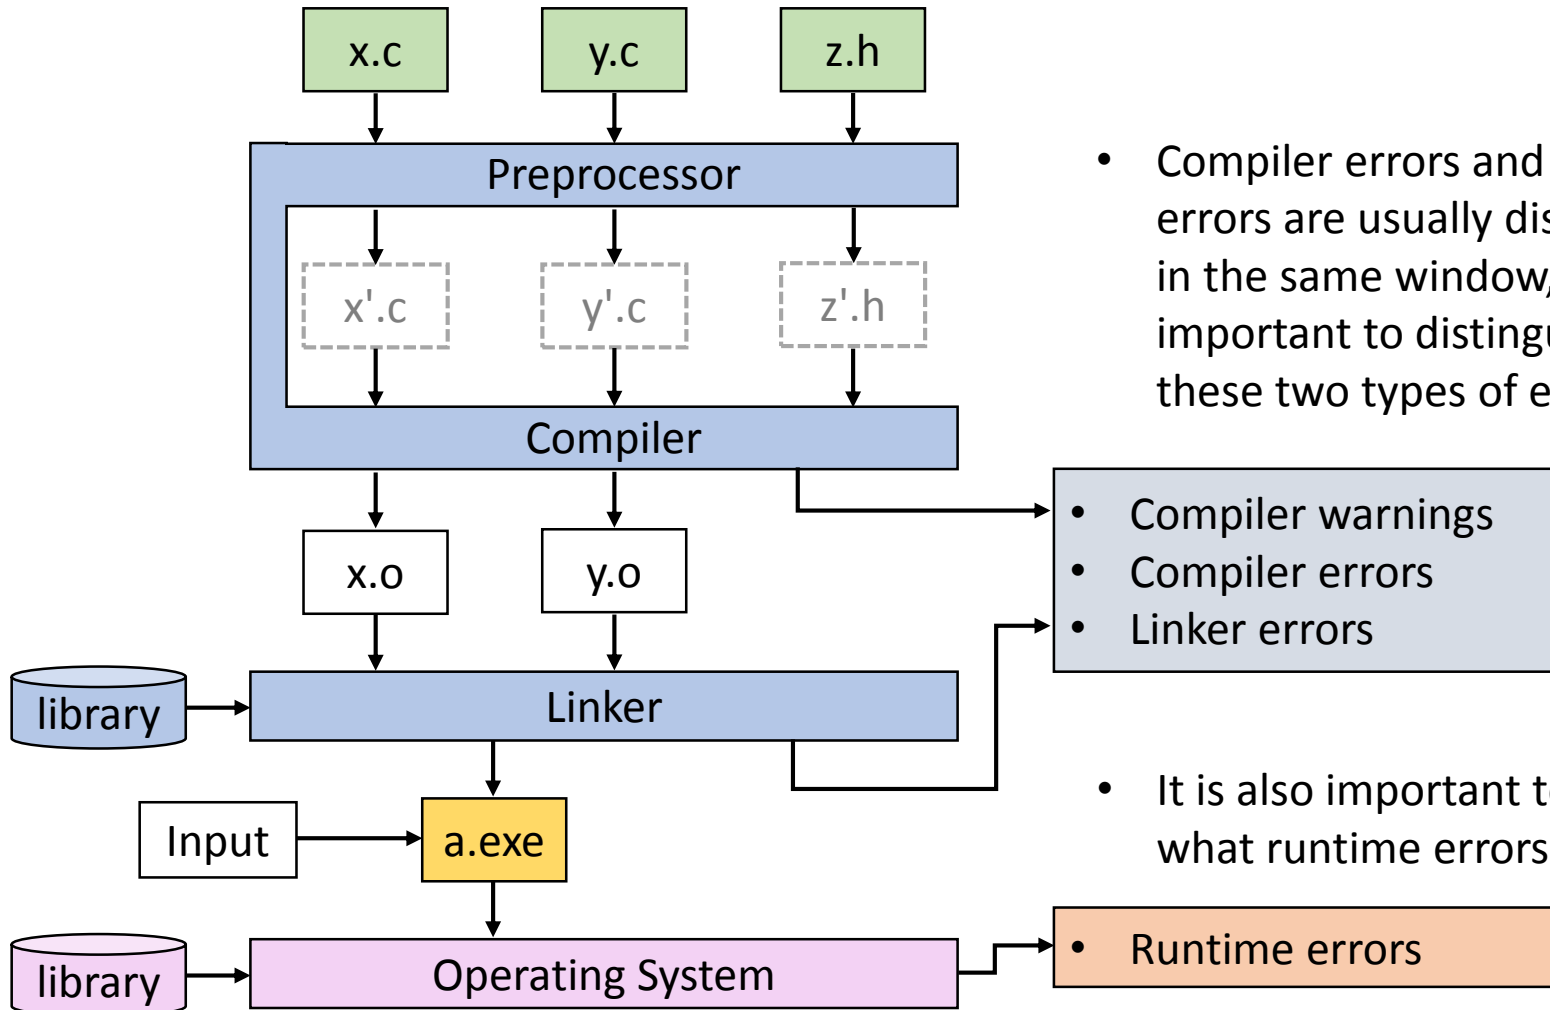 x.c
y.c
z.h
Preprocessor
x'.c
y'.c
z'.h
Compiler
x.o
y.o
library
Linker
Input
a.exe
library
Operating System
• Compiler errors and
errors are usually
in the same window,
important to
these two types of
• Compiler warnings
• Compiler errors
• Linker errors
• It is also important
what runtime errors
• Runtime errors